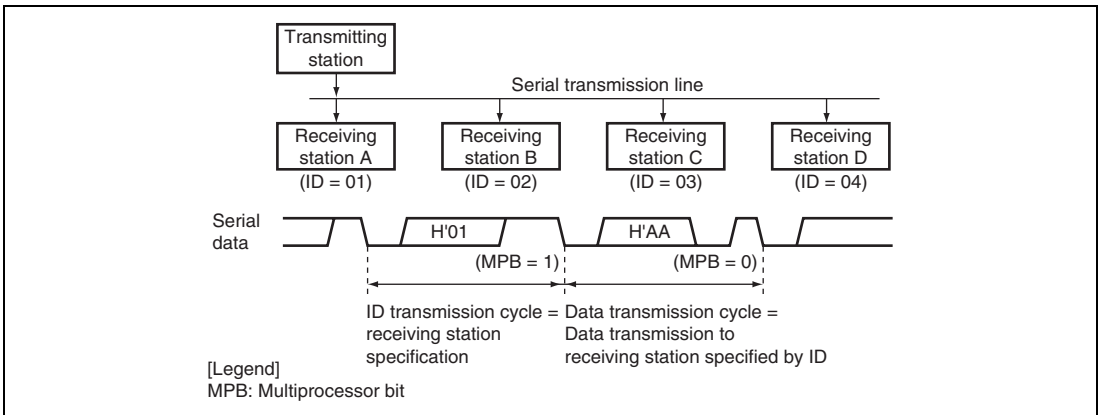 Transmitting
station
Serial transmission line
Receiving
station A
(ID = 01)
Receiving
station B
(ID = 02)
Receiving
station C
(ID = 03)
Receiving
station D
(ID = 04)
Serial
data
H'01
H'AA
(MPB = 1)
(MPB = 0)
ID transmission cycle =
receiving station
specification
Data transmission cycle =
Data transmission to
receiving station specified by ID
[Legend]
MPB: Multiprocessor bit